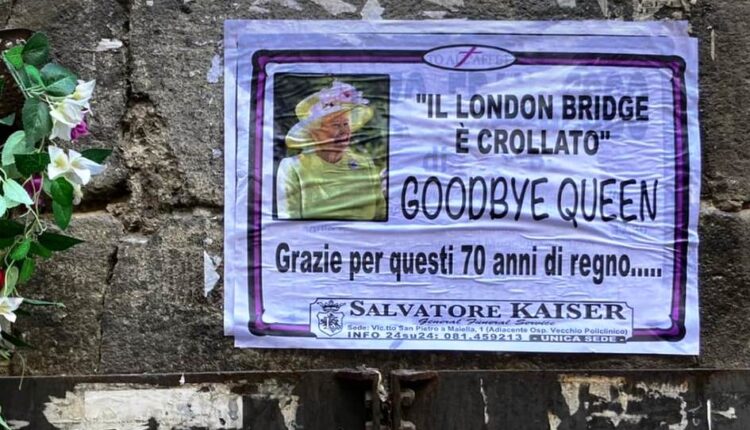 "IL LONDON BRIDGE
È CROLLATO"
GOODBYE QUEEN
Grazie per questi 70 anni di regno.....
SALVATORE KAISER
General Funeral Service
Sede: Vic.tto San Pietro a Maiella, 1 (Adiacente Osp. Vecchio Policlinico)
INFO 24su24: 081.459213 - UNICA SEDE -